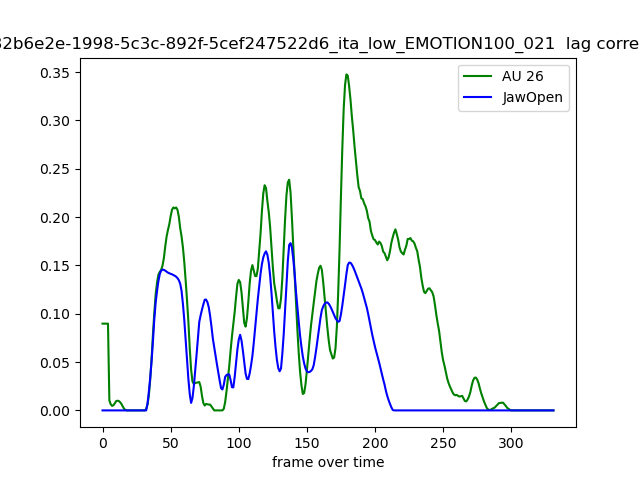 32b6e2e-1998-5c3c-892f-5cef247522d6_ita_low_EMOTION100_021 lag corre
AU 26
JawOpen
0.35
0.30
0.25
0.20
0.15
0.10
0.05
0.00
0 50 100 150 200 250 300
frame over time